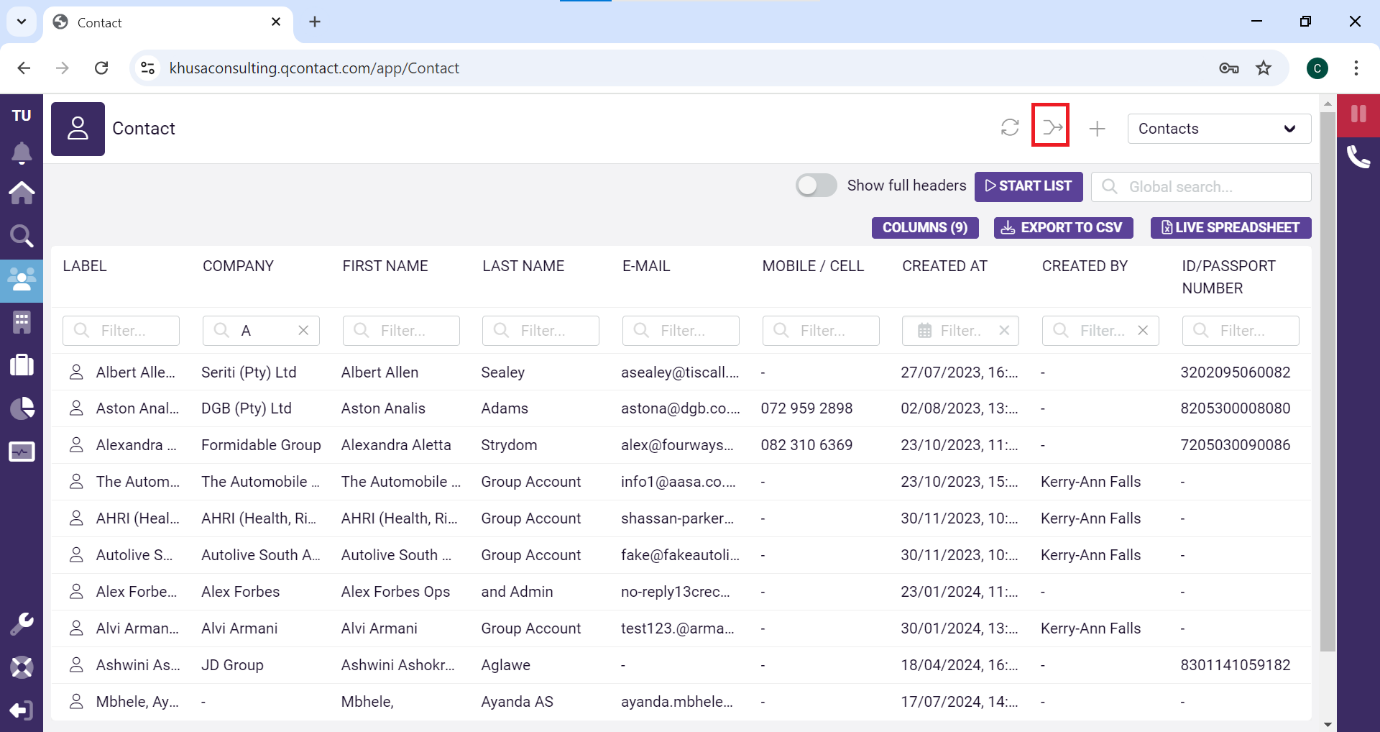 Contact
khusaconsulting.qcontact.com/app/Contact
C
TU
Contact
Contacts
Show full headers
START LIST
Global search...
COLUMNS (9)
EXPORT TO CSV
LIVE SPREADSHEET
LABEL COMPANY FIRST NAME LAST NAME E-MAIL MOBILE / CELL CREATED AT CREATED BY ID/PASSPORT
NUMBER
Filter... A Filter... Filter... Filter... Filter... Filter.. Filter... Filter...
Albert Alle... Seriti (Pty) Ltd Albert Allen Sealey asealey@tiscall.... - 27/07/2023, 16:... - 3202095060082
Aston Anal... DGB (Pty) Ltd Aston Analis Adams astona@dgb.co.... 072 959 2898 02/08/2023, 13:... - 8205300008080
Alexandra ... Formidable Group Alexandra Aletta Strydom alex@fourways... 082 310 6369 23/10/2023, 11:... - 7205030090086
The Autom... The Automobile ... The Automobile ... Group Account info1@aasa.co.... - 23/10/2023, 15:... Kerry-Ann Falls -
AHRI (Heal... AHRI (Health, Ri... AHRI (Health, Ri... Group Account shassan-parker... - 30/11/2023, 10:... Kerry-Ann Falls -
Autolive S... Autolive South A... Autolive South ... Group Account fake@fakeautoli... - 30/11/2023, 10:... Kerry-Ann Falls -
Alex Forbe... Alex Forbes Alex Forbes Ops and Admin no-reply13crec... - 23/01/2024, 11:... - -
Alvi Arman... Alvi Armani Alvi Armani Group Account test123.@arma... - 30/01/2024, 13:... Kerry-Ann Falls -
Ashwini As... JD Group Ashwini Ashokr... Aglawe - - 18/04/2024, 16:... - 8301141059182
Mbhele, Ay... - Mbhele, Ayanda AS ayanda.mbhele... - 17/07/2024, 14:... - -